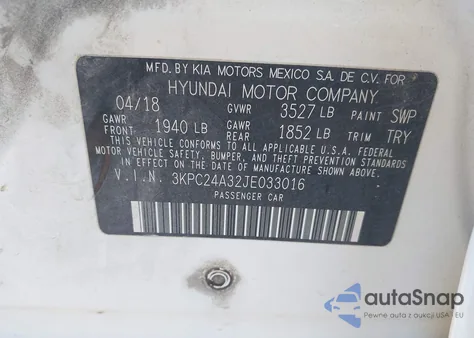 MFD. BY KIA MOTORS MEXICO S.A. DE C.V. FOR
HYUNDAI MOTOR COMPANY
04/18 GVWR 3527 LB PAINT SWP
GAWR FRONT 1940 LB GAWR REAR 1852 LB TRIM TRY
THIS VEHICLE CONFORMS TO ALL APPLICABLE U.S.A. FEDERAL
MOTOR VEHICLE SAFETY, BUMPER, AND THEFT PREVENTION STANDARDS
IN EFFECT ON THE DATE OF MANUFACTURE SHOWN ABOVE.
V.I.N. 3KPC24A32JE033016
PASSENGER CAR
autoSnap
Pewne auta z aukcji USA i EU